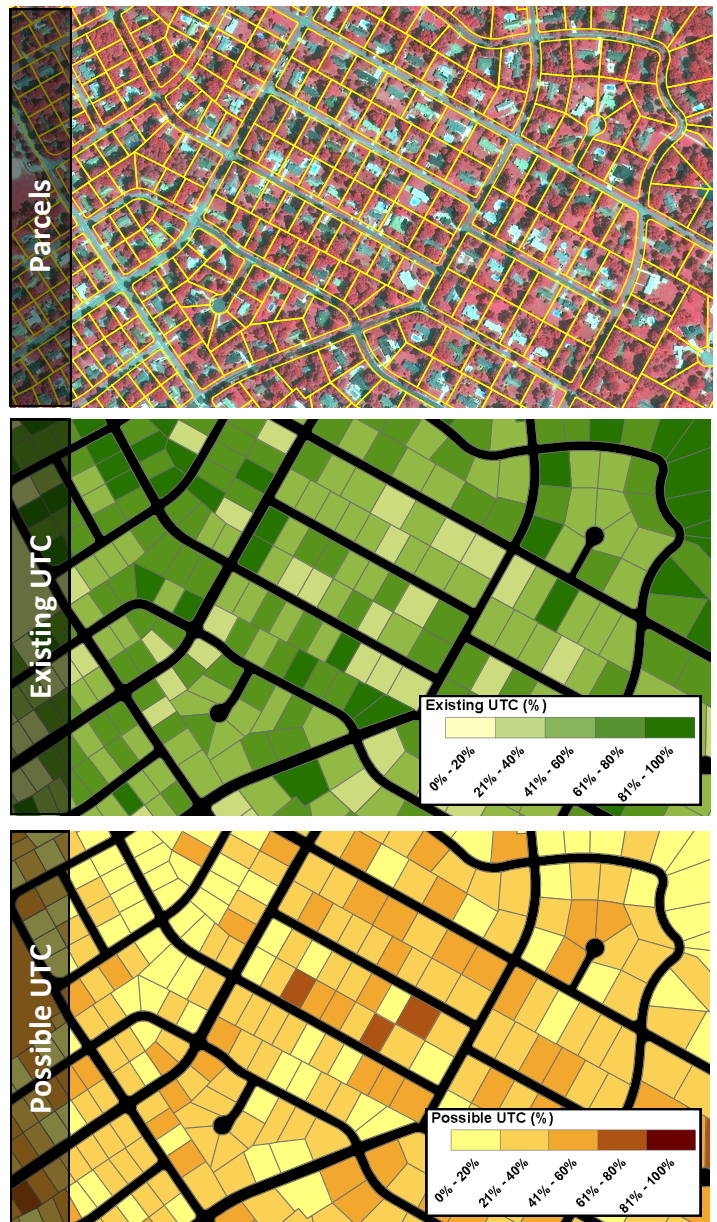 Parcels
Existing UTC
Existing UTC (%)
0% - 20%
21% - 40%
41% - 60%
61% - 80%
81% - 100%
Possible UTC
Possible UTC (%)
0% - 20%
21% - 40%
41% - 60%
61% - 80%
81% - 100%